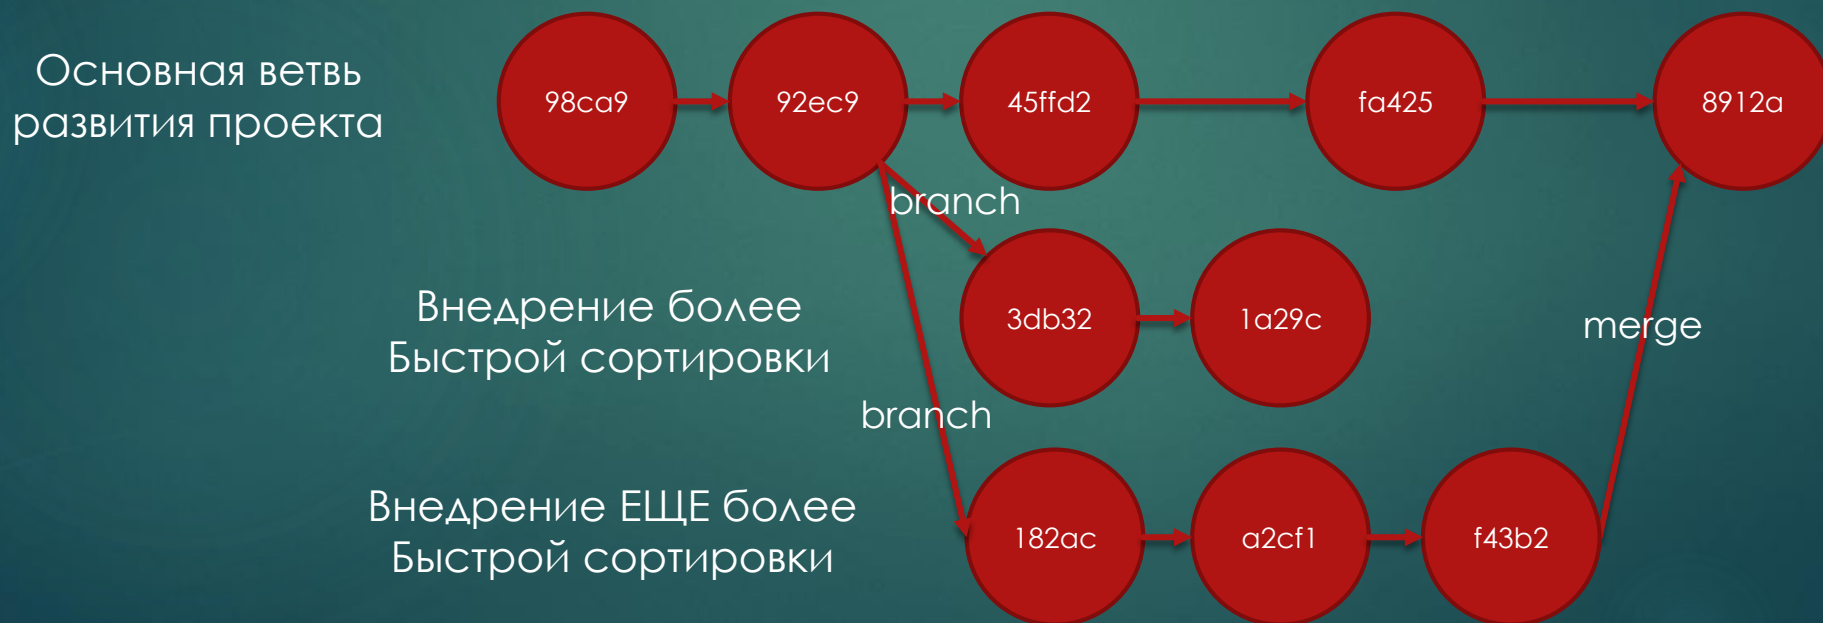 Основная ветвь
развития проекта
98ca9
92ec9
45ffd2
fa425
8912a
branch
Внедрение более
Быстрой сортировки
3db32
1a29c
merge
branch
Внедрение ЕЩЕ более
Быстрой сортировки
182ac
a2cf1
f43b2